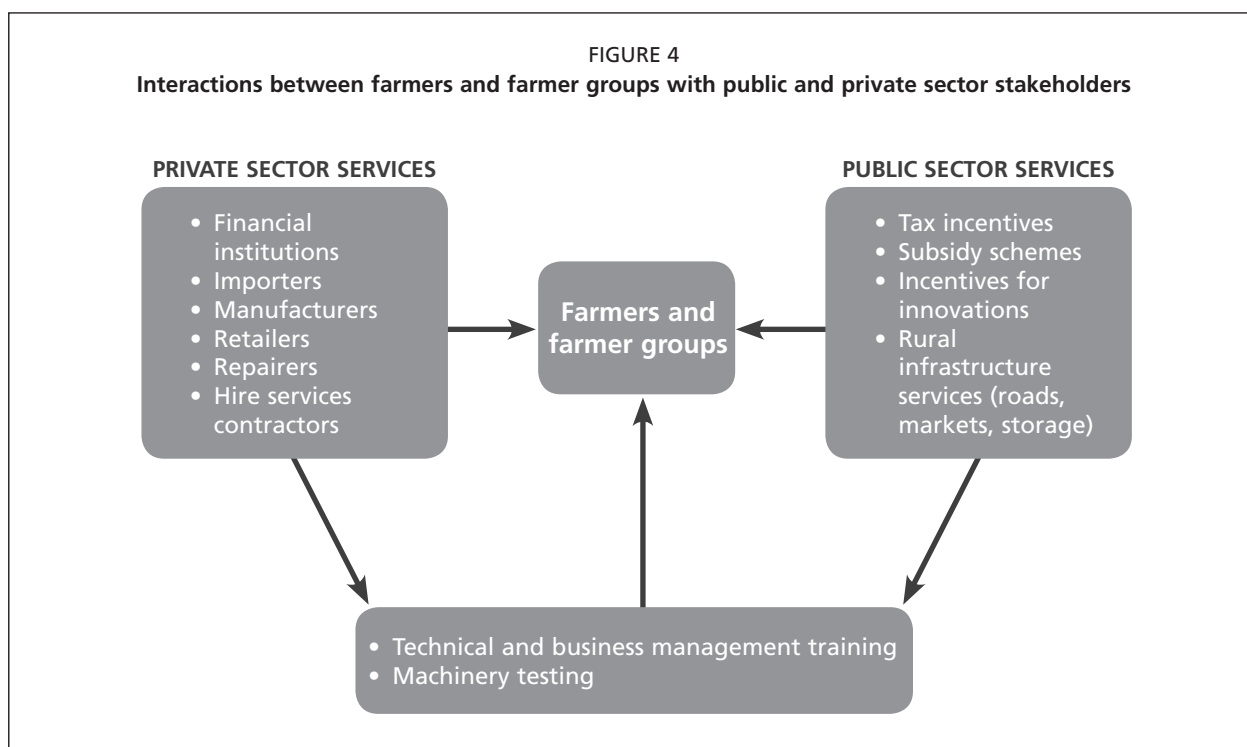 FIGURE 4
Interactions between farmers and farmer groups with public and private sector stakeholders
PRIVATE SECTOR SERVICES
• Financial
institutions
• Importers
• Manufacturers
• Retailers
• Repairers
• Hire services
contractors
Farmers and
farmer groups
PUBLIC SECTOR SERVICES
• Tax incentives
• Subsidy schemes
• Incentives for
innovations
• Rural
infrastructure
services (roads,
markets, storage)
• Technical and business management training
• Machinery testing